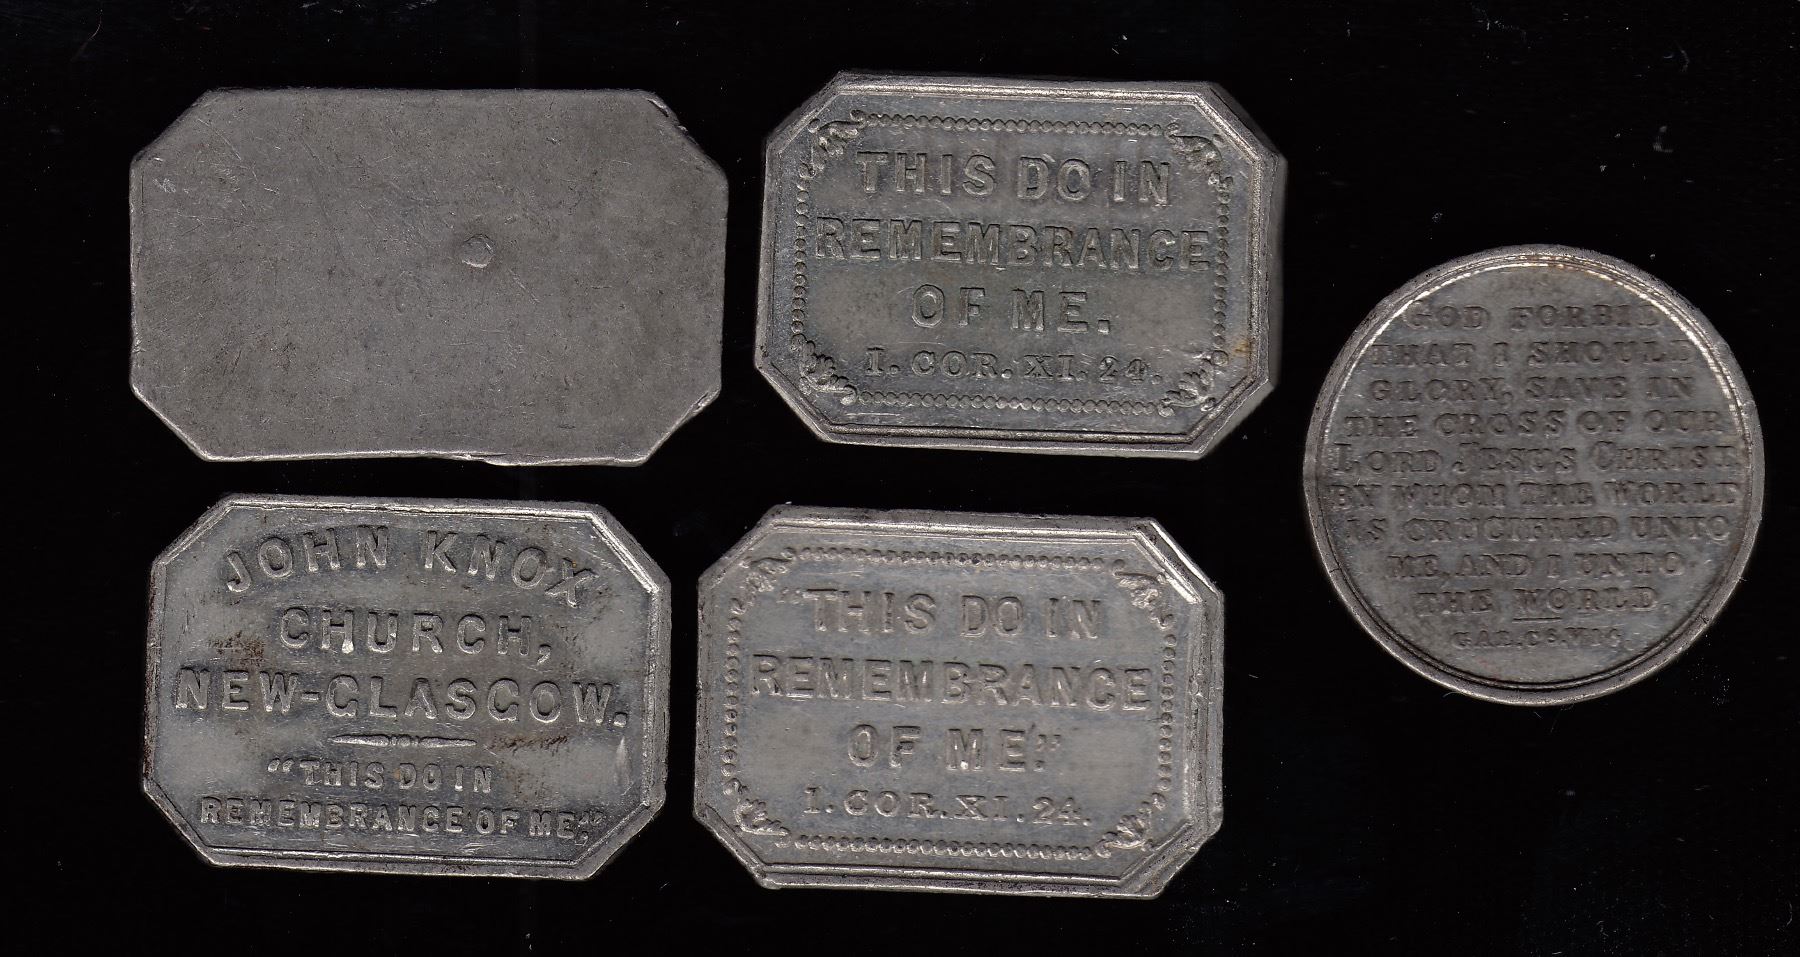 THIS DO IN
REMEMBRANCE
OF ME.
1. COR. XI. 24.
GOD FORBID
THAT I SHOULD
GLORY, SAVE IN
THE CROSS OF OUR
LORD JESUS CHRIST
BY WHOM THE WORLD
IS CRUCIFIED UNTO
ME, AND I UNTO
THE WORLD.
JOHN KNOX
CHURCH,
NEW-GLASGOW.
"THIS DO IN
REMEMBRANCE OF ME,"
"THIS DO IN
REMEMBRANCE
OF ME."
1. COR. XI. 24.